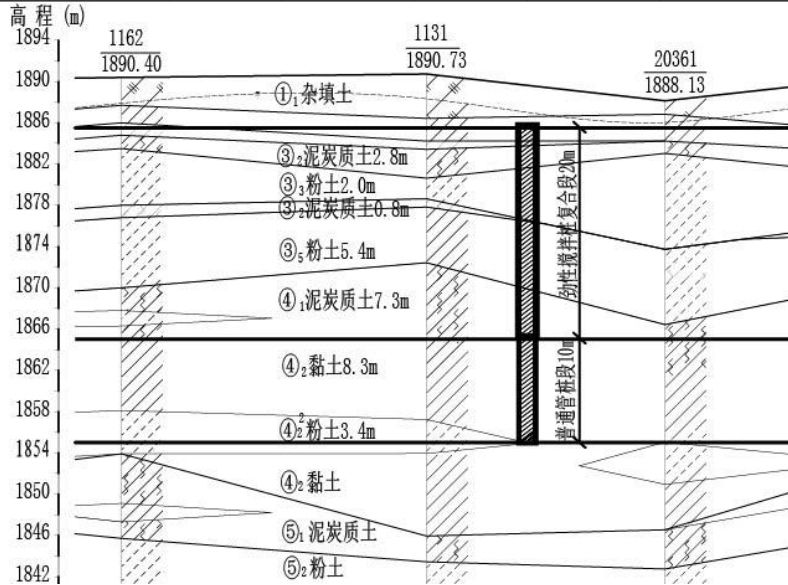 高程 (m)
1894
1890
1886
1882
1878
1874
1870
1866
1862
1858
1854
1850
1846
1842
1162
1890.40
1131
1890.73
20361
1888.13
①₁杂填土
③₂泥炭质土2.8m
③₃粉土2.0m
③₂泥炭质土0.8m
③₅粉土5.4m
④₁泥炭质土7.3m
④₂黏土8.3m
④₂²粉土3.4m
④₂黏土
⑤₁泥炭质土
⑤₂粉土
劲性搅拌桩复合段20m
普通管桩段10m